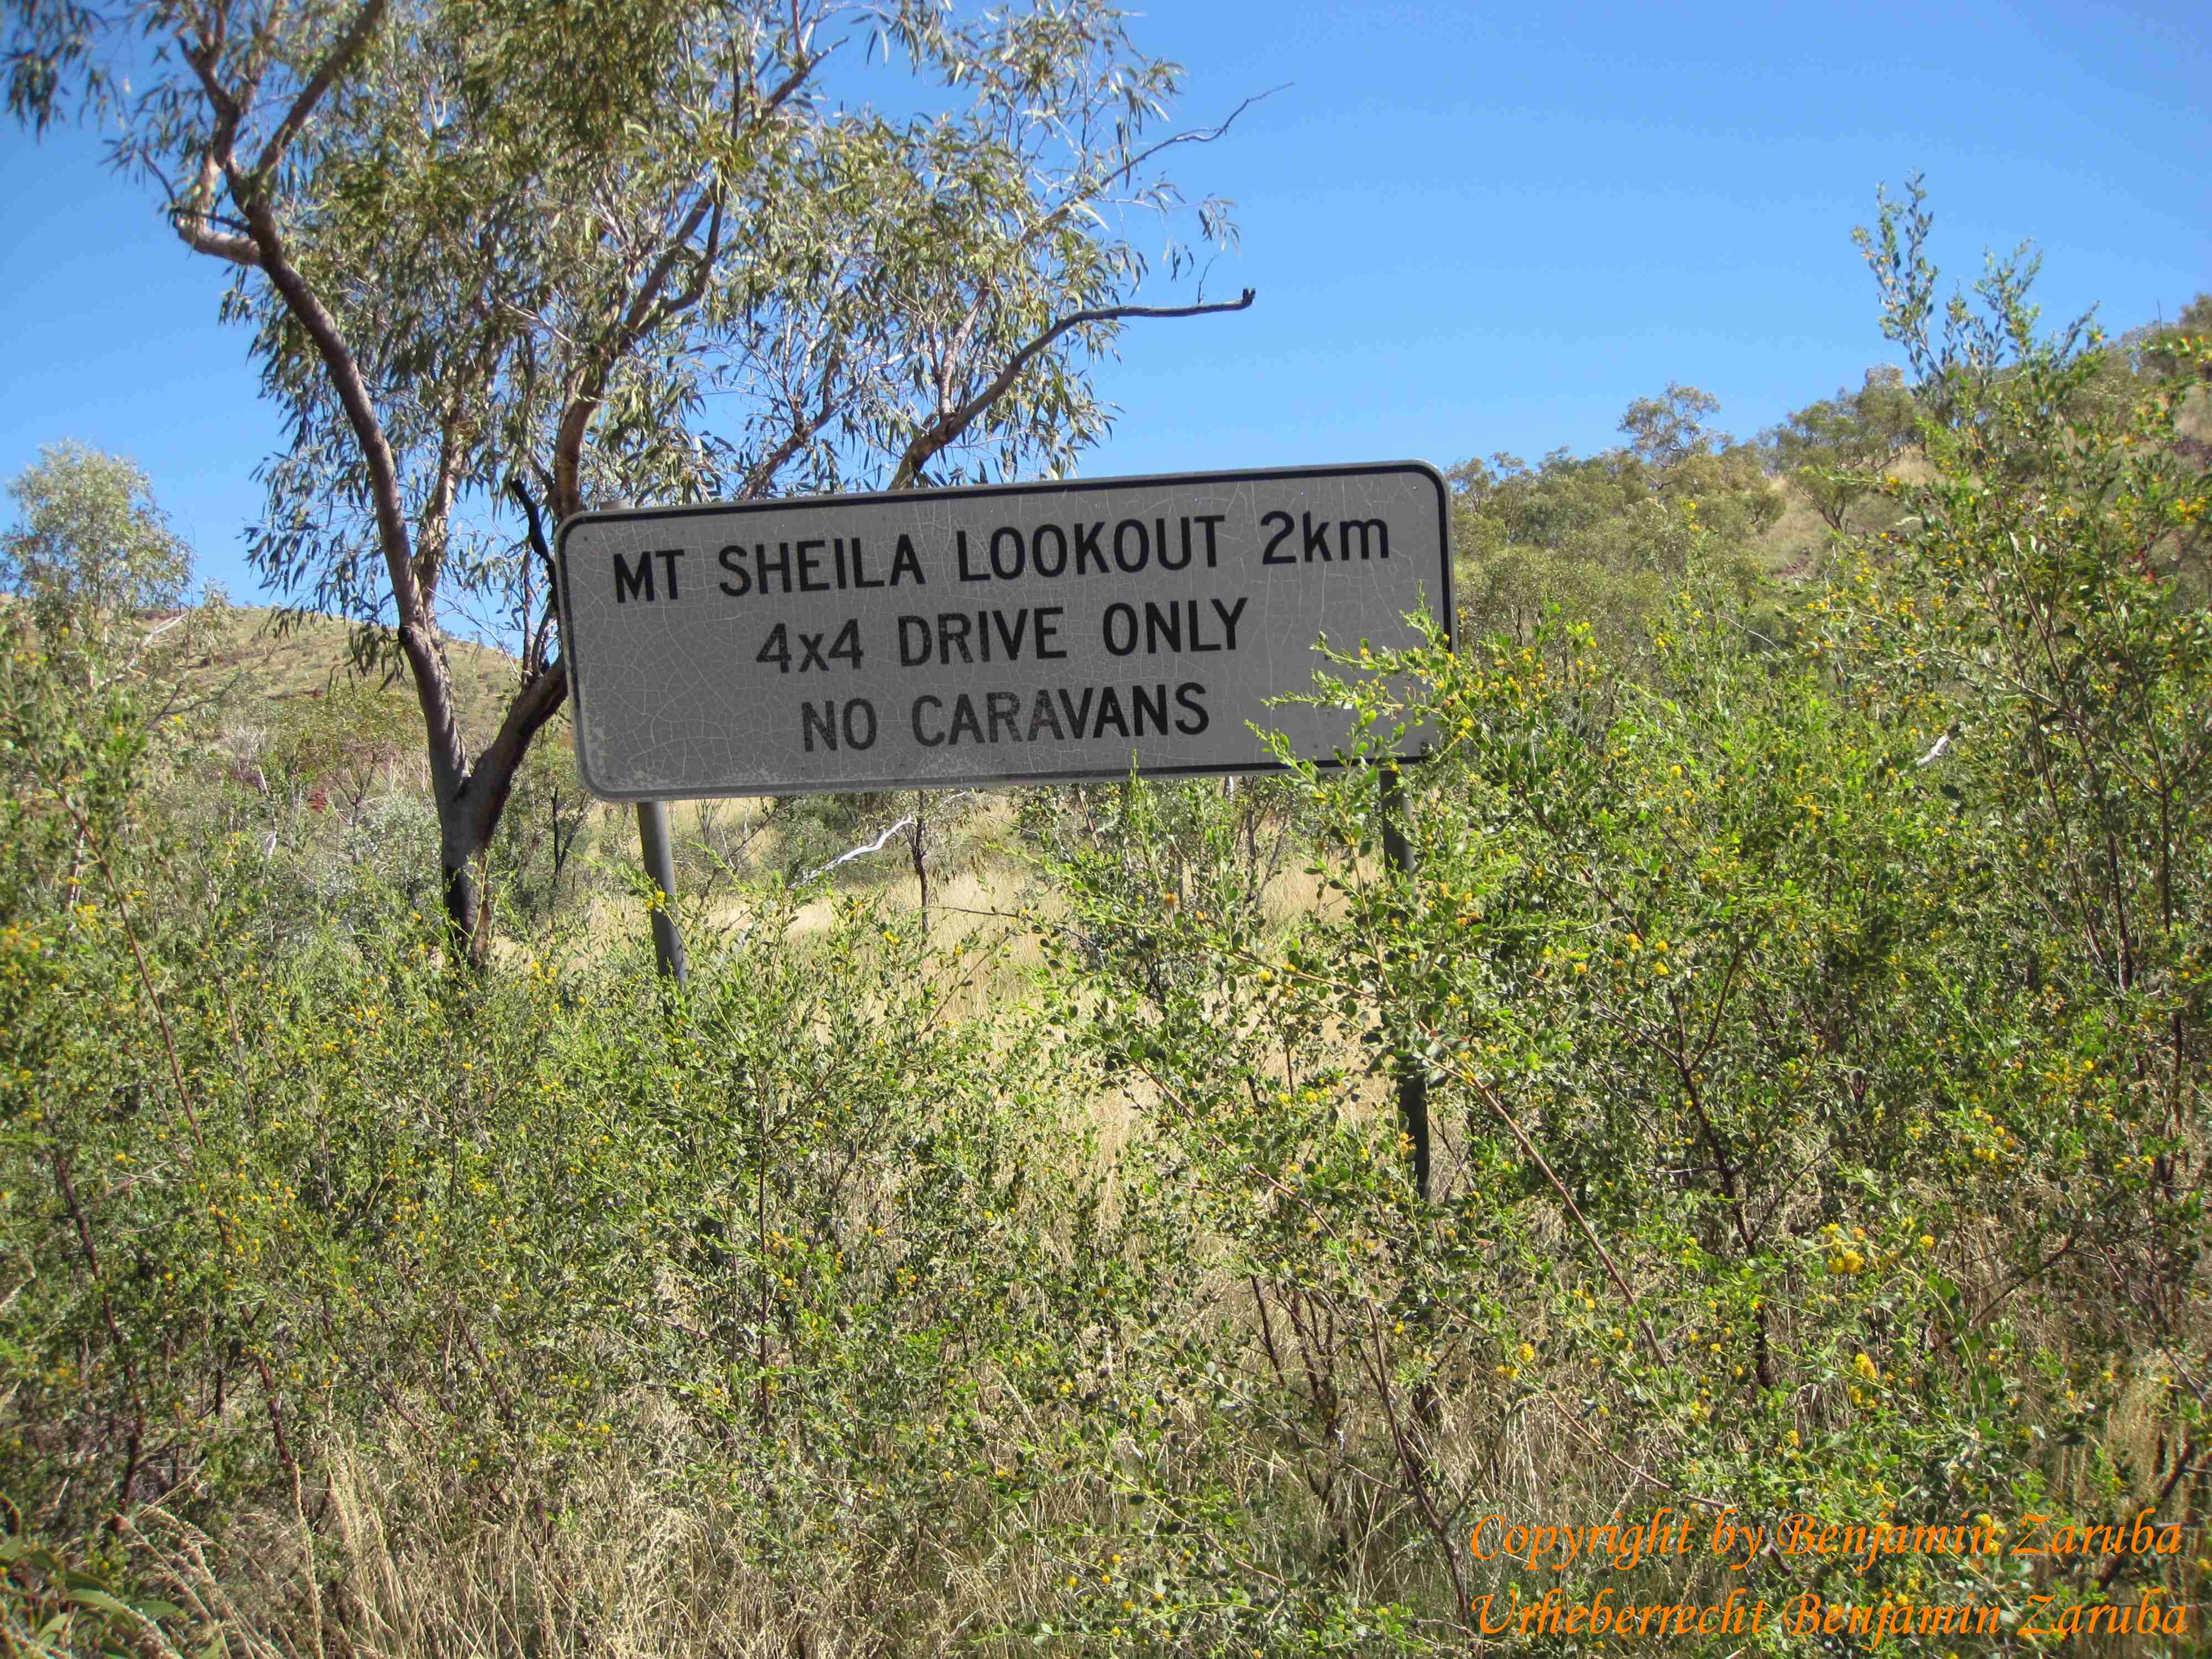 MT SHEILA LOOKOUT 2km
4x4 DRIVE ONLY
NO CARAVANS
Copyright by Benjamin Zaruba
Urheberrecht Benjamin Zaruba